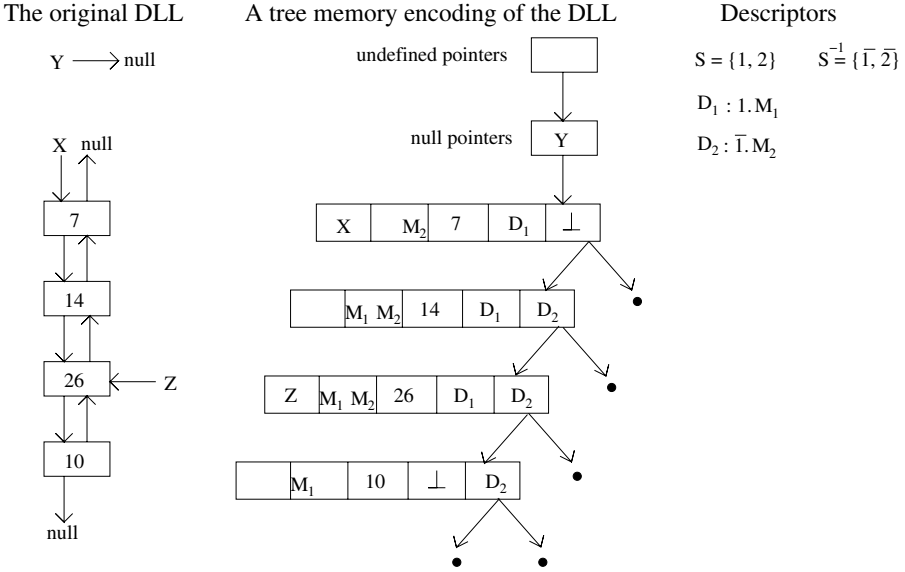 The original DLL
A tree memory encoding of the DLL
Descriptors
Y null
X null
7
14
26 Z
10
null
undefined pointers
null pointers Y
X M₂ 7 D₁ ⊥
M₁ M₂ 14 D₁ D₂
Z M₁ M₂ 26 D₁ D₂
M₁ 10 ⊥ D₂
S = {1, 2} S⁻¹= {1̅, 2̅}
D₁ : 1.M₁
D₂ : 1̅.M₂